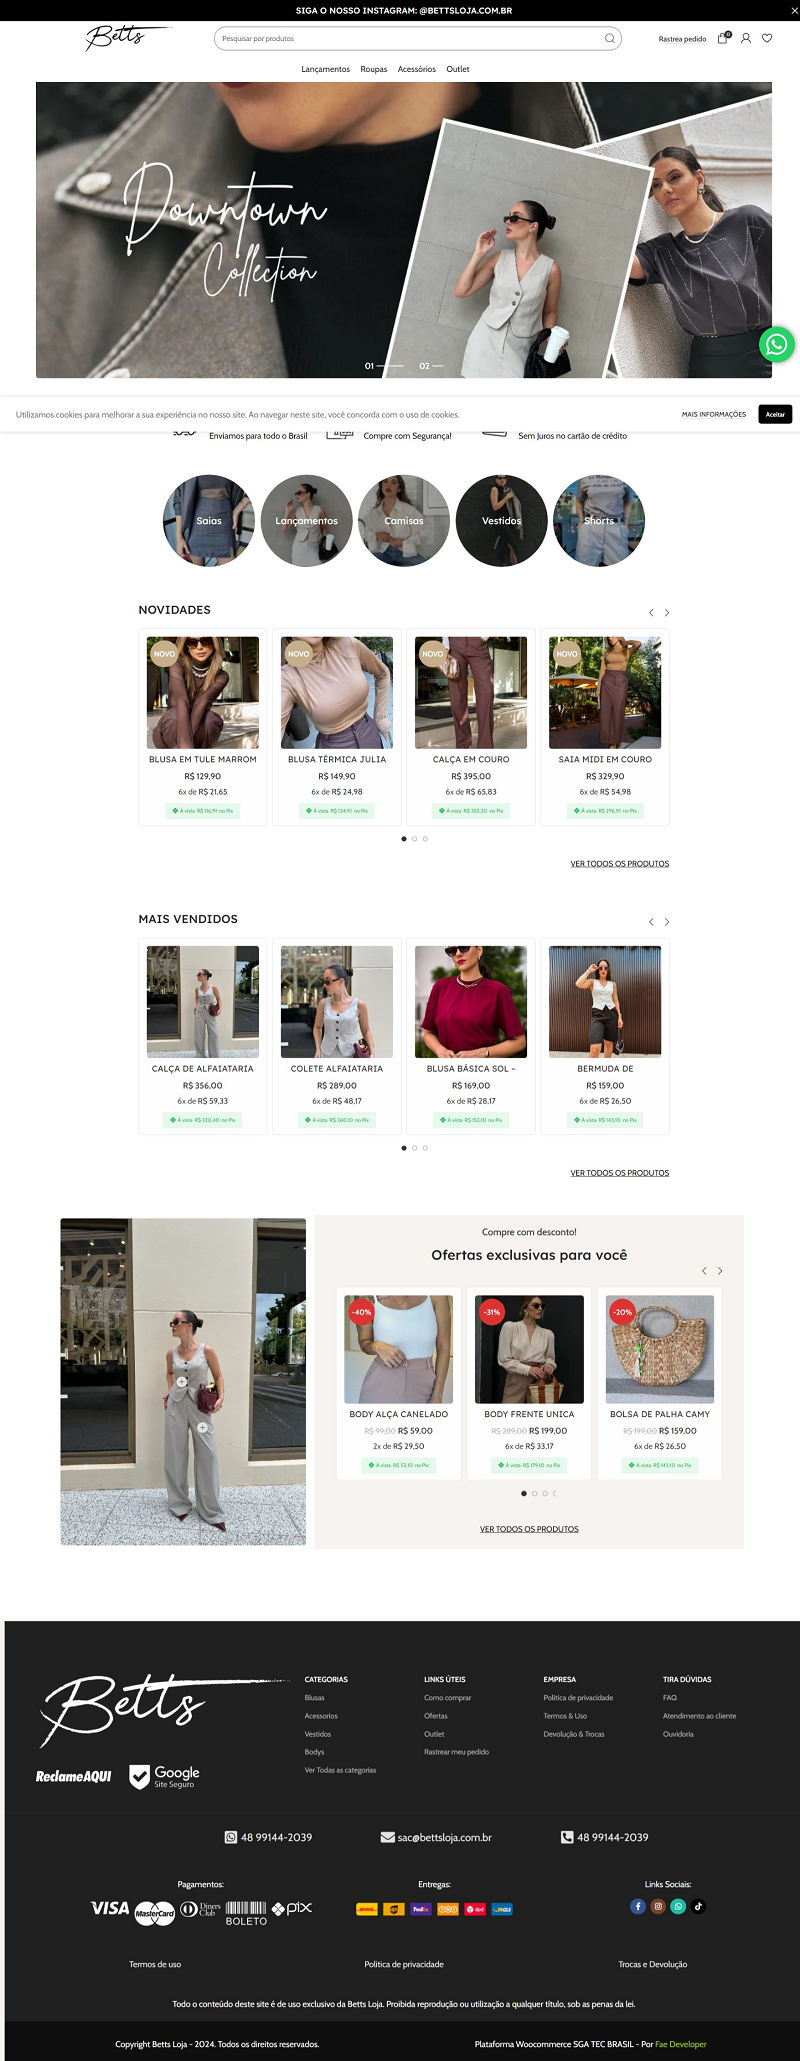 SIGA O NOSSO INSTAGRAM: @BETTSLOJA.COM.BR
Betts
Pesquisar por produtos
Rastrea pedido
0
Lançamentos Roupas Acessórios Outlet
Downtown
Collection
01 02
Utilizamos cookies para melhorar a sua experiência no nosso site. Ao navegar neste site, você concorda com o uso de cookies.
MAIS INFORMAÇÕES
Aceitar
Enviamos para todo o Brasil
Compre com Segurança!
Sem Juros no cartão de crédito
Saias
Lançamentos
Camisas
Vestidos
Shorts
NOVIDADES
NOVO NOVO NOVO NOVO
BLUSA EM TULE MARROM
R$ 129,90
6x de R$ 21,65
À vista R$ 116,91 no Pix
BLUSA TÉRMICA JULIA
R$ 149,90
6x de R$ 24,98
À vista R$ 134,91 no Pix
CALÇA EM COURO
R$ 395,00
6x de R$ 65,83
À vista R$ 355,50 no Pix
SAIA MIDI EM COURO
R$ 329,90
6x de R$ 54,98
À vista R$ 296,91 no Pix
VER TODOS OS PRODUTOS
MAIS VENDIDOS
CALÇA DE ALFAIATARIA
R$ 356,00
6x de R$ 59,33
À vista R$ 320,40 no Pix
COLETE ALFAIATARIA
R$ 289,00
6x de R$ 48,17
À vista R$ 260,10 no Pix
BLUSA BÁSICA SOL –
R$ 169,00
6x de R$ 28,17
À vista R$ 152,10 no Pix
BERMUDA DE
R$ 159,00
6x de R$ 26,50
À vista R$ 143,10 no Pix
VER TODOS OS PRODUTOS
Compre com desconto!
Ofertas exclusivas para você
-40%
BODY ALÇA CANELADO
R$ 99,00 R$ 59,00
2x de R$ 29,50
À vista R$ 53,10 no Pix
-31%
BODY FRENTE UNICA
R$ 289,00 R$ 199,00
6x de R$ 33,17
À vista R$ 179,10 no Pix
-20%
BOLSA DE PALHA CAMY
R$ 199,00 R$ 159,00
6x de R$ 26,50
À vista R$ 143,10 no Pix
VER TODOS OS PRODUTOS
Betts
ReclameAQUI
Google
Site Seguro
CATEGORIAS
Blusas
Acessorios
Vestidos
Bodys
Ver Todas as categorias
LINKS ÚTEIS
Como comprar
Ofertas
Outlet
Rastrear meu pedido
EMPRESA
Politica de privacidade
Termos & Uso
Devolução & Trocas
TIRA DÚVIDAS
FAQ
Atendimento ao cliente
Ouvidoria
48 99144-2039
sac@bettsloja.com.br
48 99144-2039
Pagamentos:
VISA
MasterCard
Diners
Club
BOLETO
pix
Entregas:
DHL
UPS
FedEx
TNT
dpd
GLS
Links Sociais:
Termos de uso
Politica de privacidade
Trocas e Devolução
Todo o conteúdo deste site é de uso exclusivo da Betts Loja. Proibida reprodução ou utilização a qualquer título, sob as penas da lei.
Copyright Betts Loja - 2024. Todos os direitos reservados.
Plataforma Woocommerce SGA TEC BRASIL - Por Fae Developer